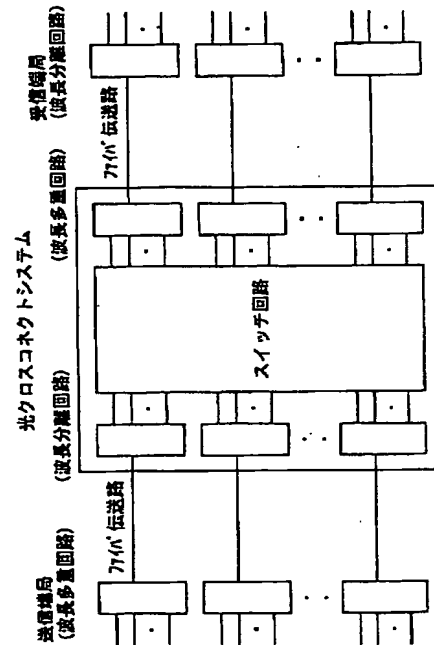 光クロスコネクトシステム
送信端局
(波長多重回路)
ファイバ伝送路
(波長分離回路)
スイッチ回路
(波長多重回路)
ファイバ伝送路
受信端局
(波長分離回路)